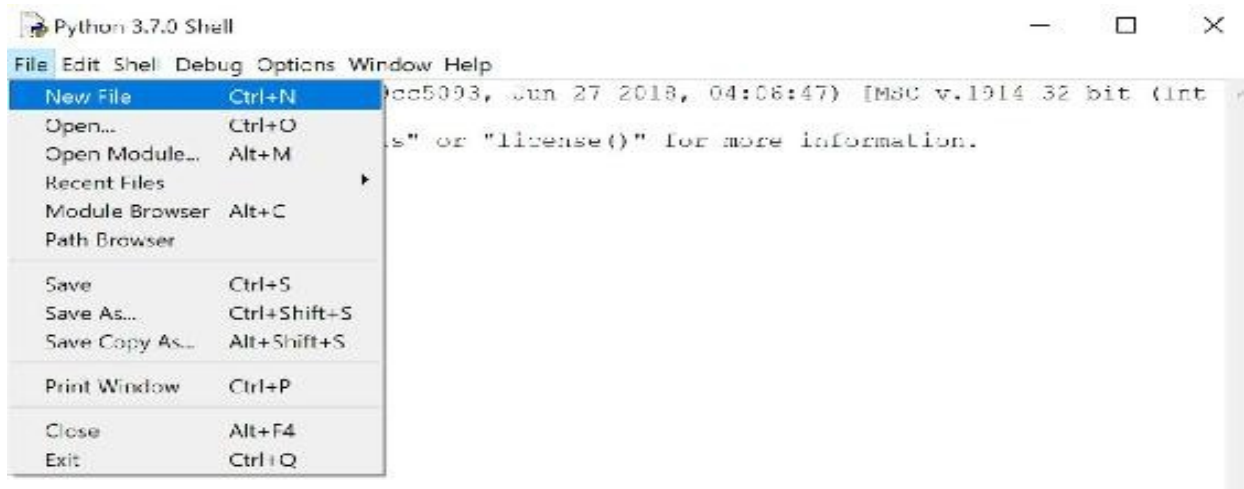 Python 3.7.0 Shell
File Edit Shell Debug Options Window Help
New File Ctrl+N
9cc5093, Jun 27 2018, 04:06:47) [MSC v.1914 32 bit (Int
Open... Ctrl+O
s" or "license()" for more information.
Open Module... Alt+M
Recent Files
Module Browser Alt+C
Path Browser
Save Ctrl+S
Save As... Ctrl+Shift+S
Save Copy As... Alt+Shift+S
Print Window Ctrl+P
Close Alt+F4
Exit Ctrl+Q